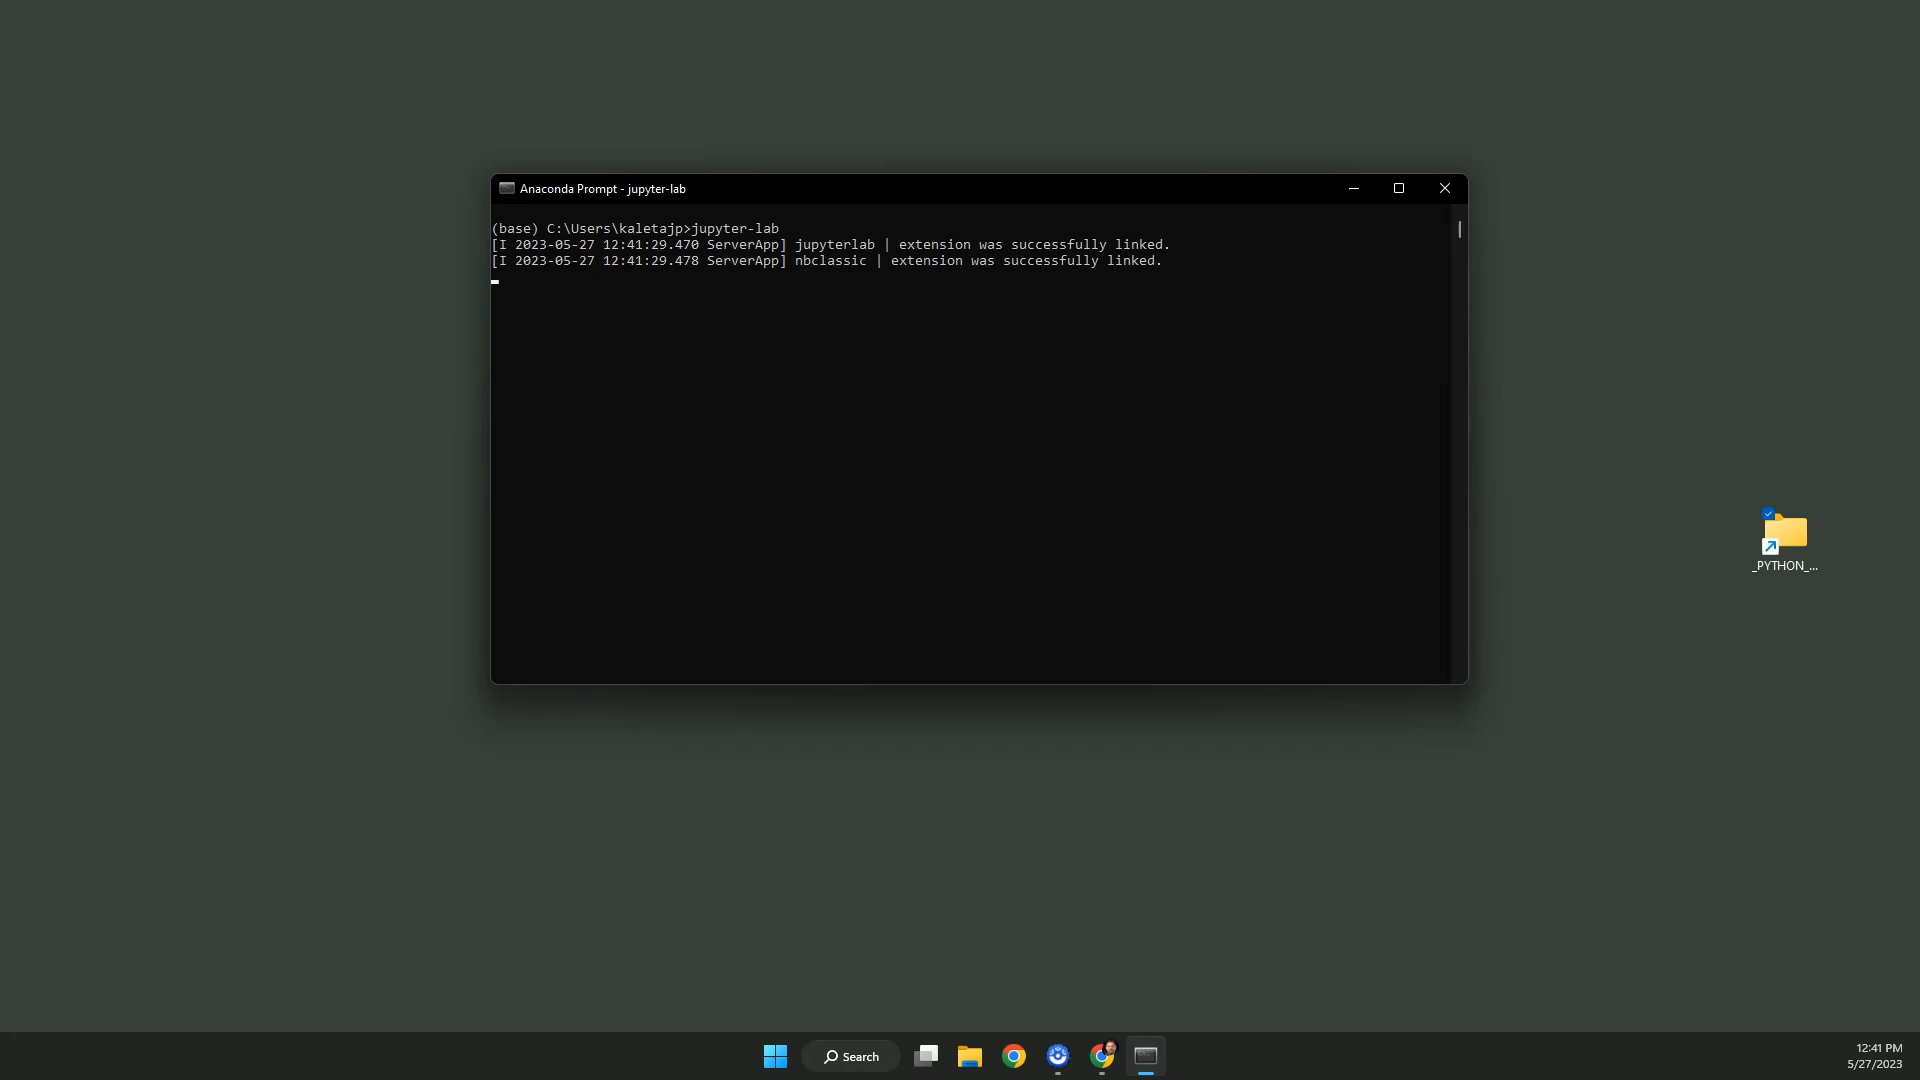 Anaconda Prompt - jupyter-lab
(base) C:\Users\kaletajp>jupyter-lab
[I 2023-05-27 12:41:29.470 ServerApp] jupyterlab | extension was successfully linked.
[I 2023-05-27 12:41:29.478 ServerApp] nbclassic | extension was successfully linked.
_PYTHON_...
Search
12:41 PM
5/27/2023